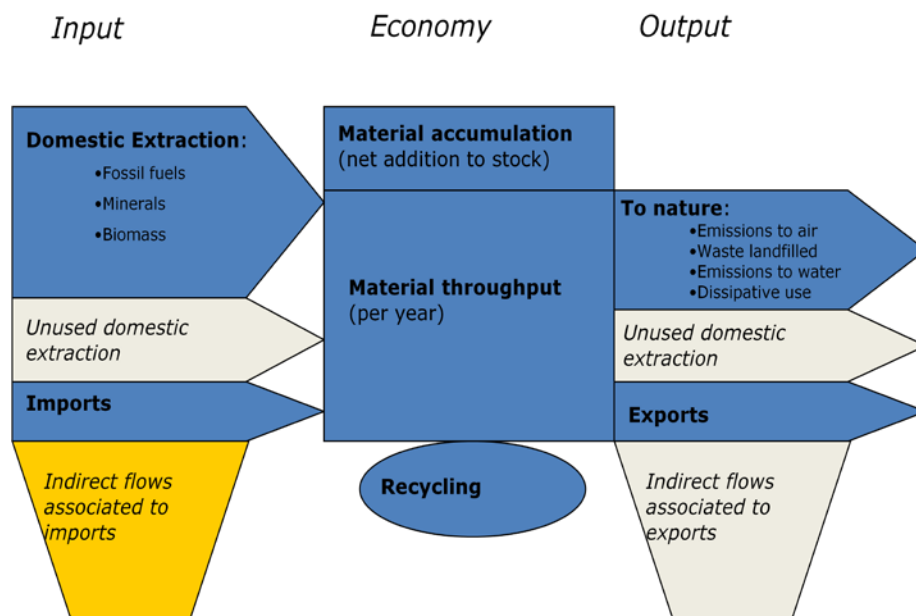 Input
Economy
Output
Domestic Extraction:
•Fossil fuels
•Minerals
•Biomass
Unused domestic
extraction
Imports
Indirect flows
associated to
imports
Material accumulation
(net addition to stock)
Material throughput
(per year)
Recycling
To nature:
•Emissions to air
•Waste landfilled
•Emissions to water
•Dissipative use
Unused domestic
extraction
Exports
Indirect flows
associated to
exports